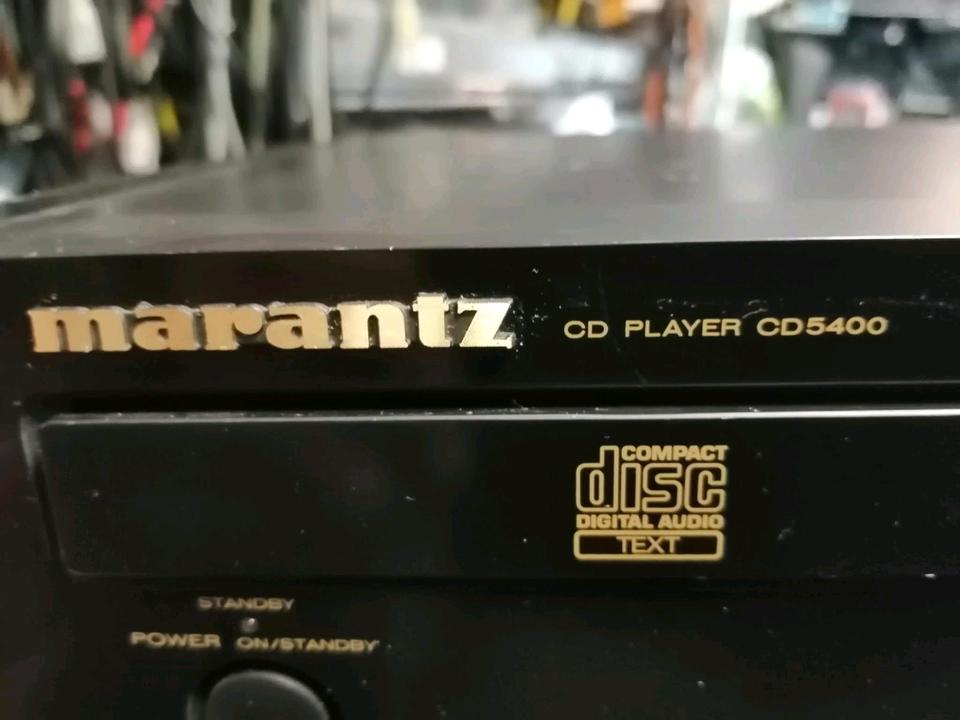 marantz CD PLAYER CD5400
COMPACT
disc
DIGITAL AUDIO
TEXT
STANDBY
POWER ON/STANDBY